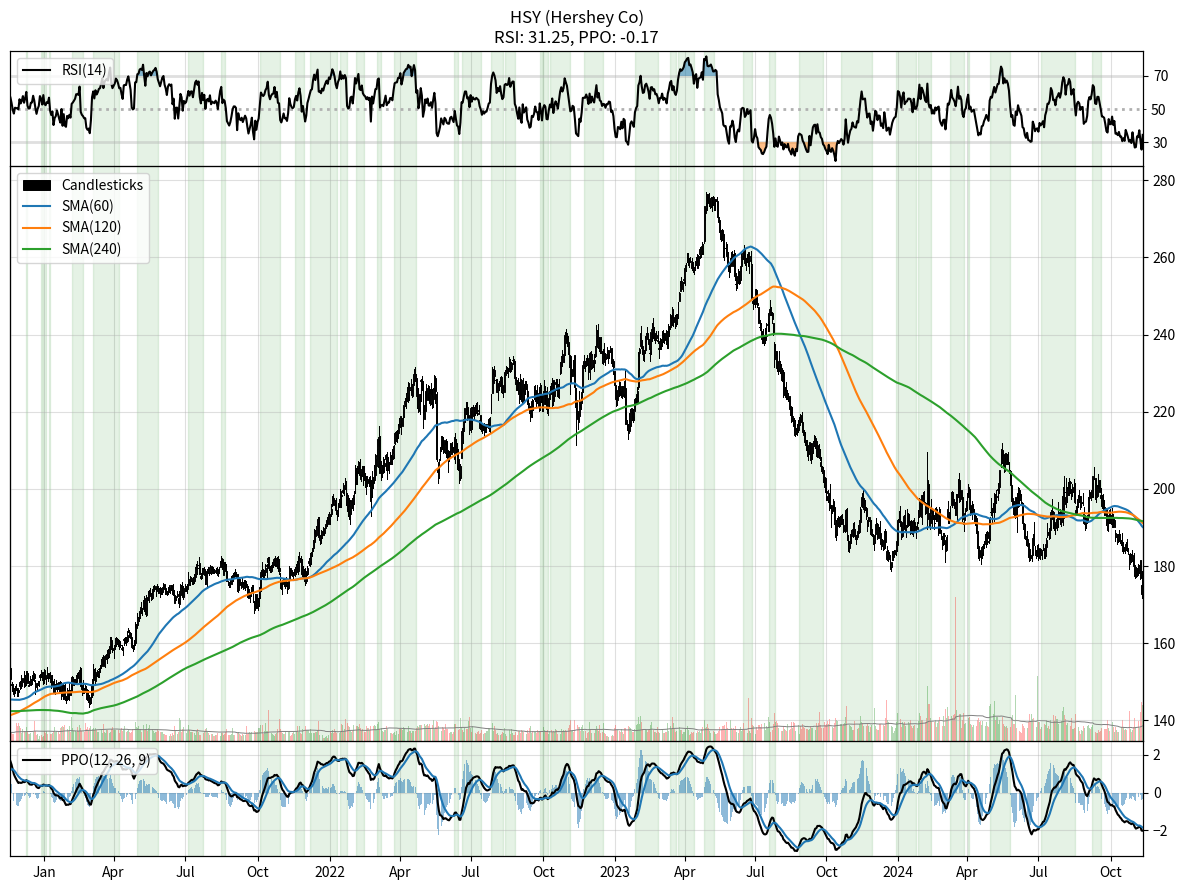 HSY (Hershey Co)
RSI: 31.25, PPO: -0.17
RSI(14)
70
50
30
Candlesticks
SMA(60)
SMA(120)
SMA(240)
280
260
240
220
200
180
160
140
PPO(12, 26, 9)
2
0
−2
Jan Apr Jul Oct 2022 Apr Jul Oct 2023 Apr Jul Oct 2024 Apr Jul Oct